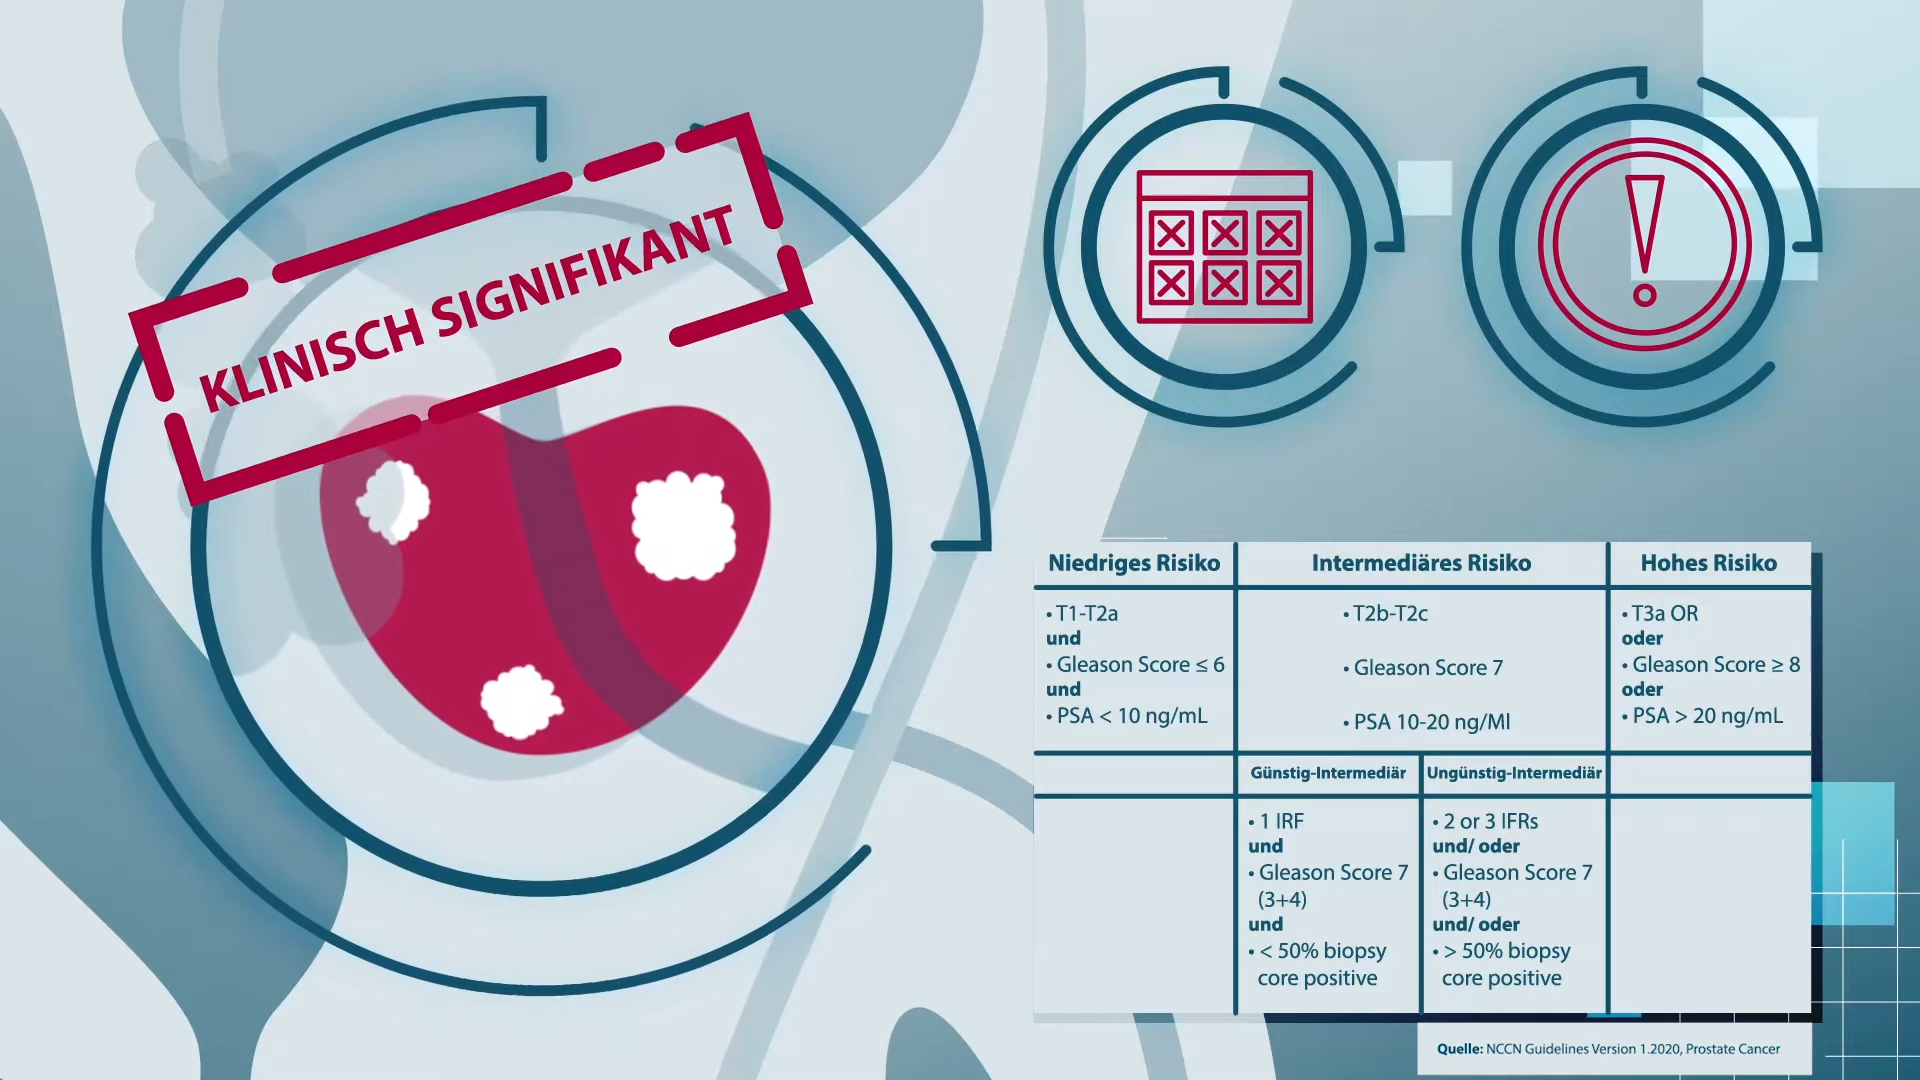 KLINISCH SIGNIFIKANT
Niedriges Risiko
Intermediäres Risiko
Hohes Risiko
• T1-T2a
und
• Gleason Score ≤ 6
und
• PSA < 10 ng/mL
• T2b-T2c
• Gleason Score 7
• PSA 10-20 ng/Ml
• T3a OR
oder
• Gleason Score ≥ 8
oder
• PSA > 20 ng/mL
Günstig-Intermediär
Ungünstig-Intermediär
• 1 IRF
und
• Gleason Score 7
(3+4)
und
• < 50% biopsy
core positive
• 2 or 3 IFRs
und/ oder
• Gleason Score 7
(3+4)
und/ oder
• > 50% biopsy
core positive
Quelle: NCCN Guidelines Version 1.2020, Prostate Cancer